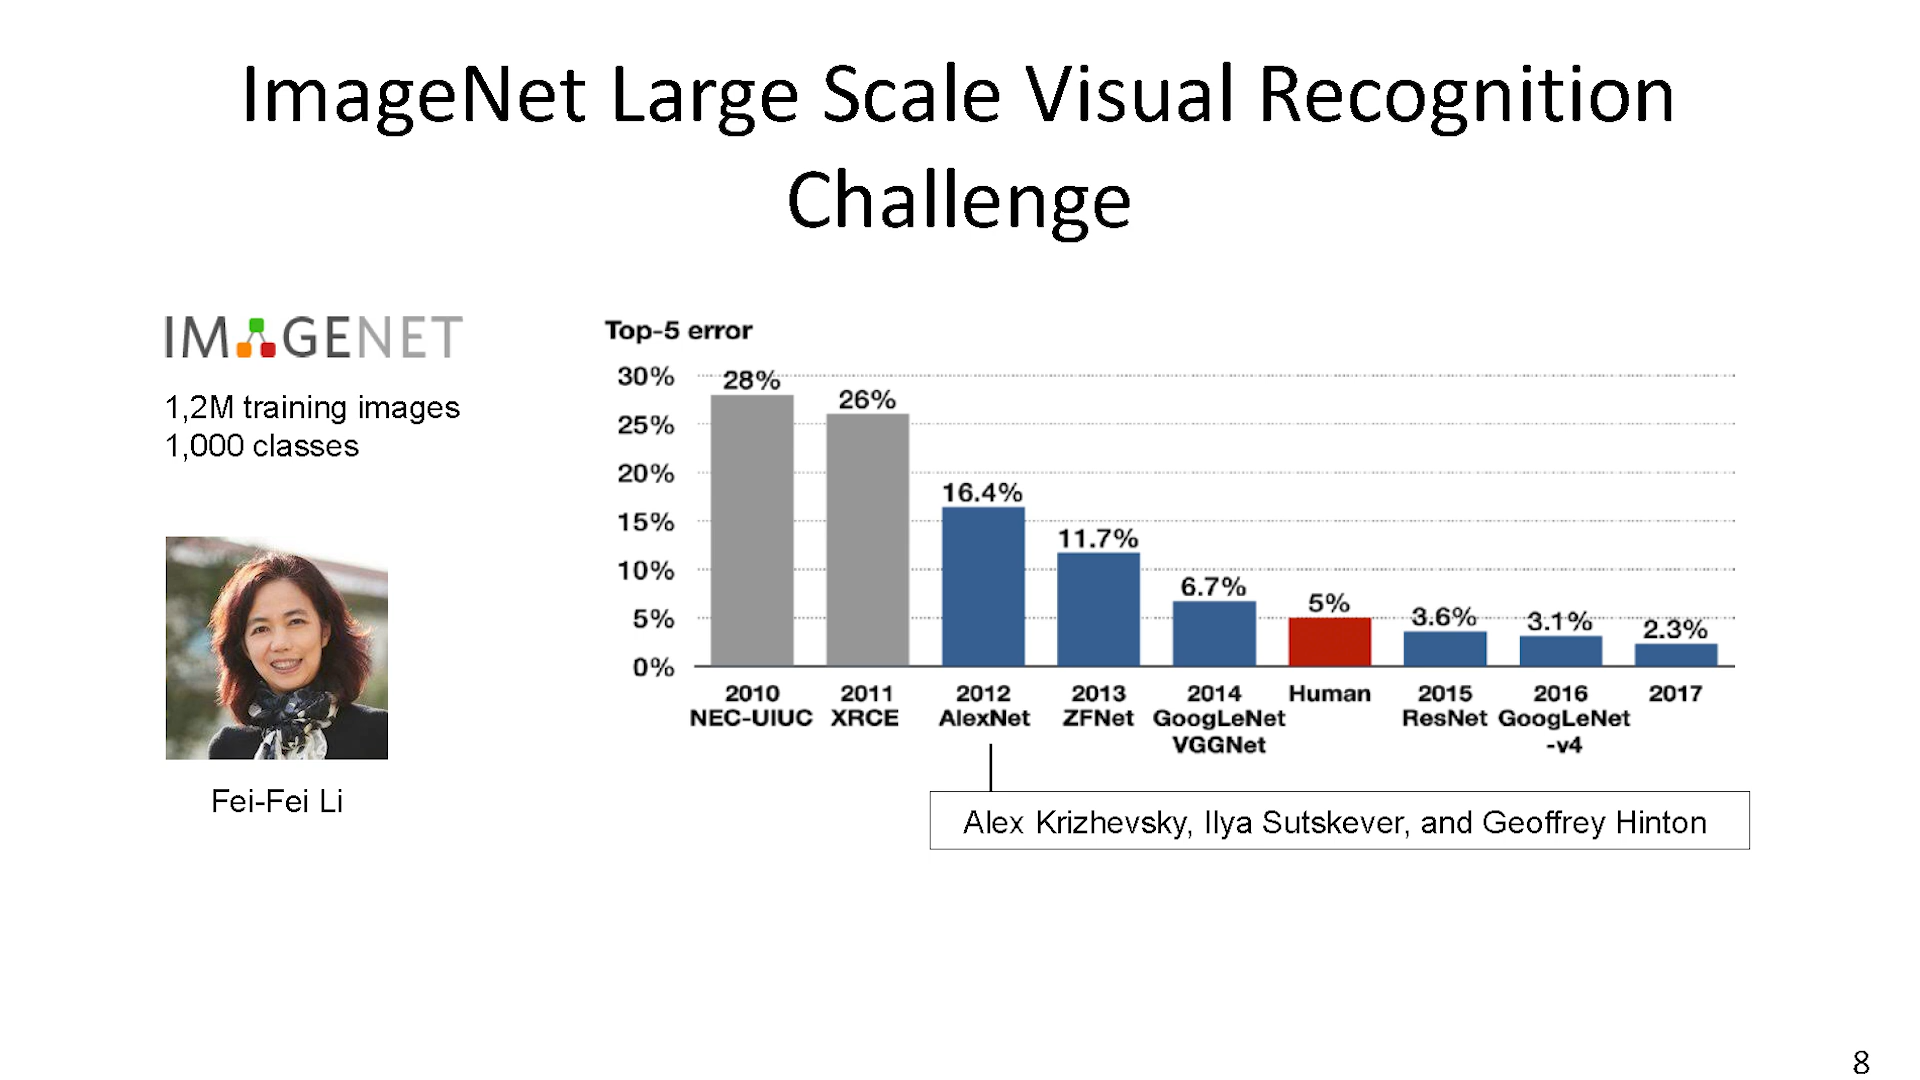 ImageNet Large Scale Visual Recognition
Challenge
IMAGENET
1,2M training images
1,000 classes
Fei-Fei Li
Top-5 error
30%
25%
20%
15%
10%
5%
0%
28%
26%
16.4%
11.7%
6.7%
5%
3.6%
3.1%
2.3%
2010
NEC-UIUC
2011
XRCE
2012
AlexNet
2013
ZFNet
2014
GoogLeNet
VGGNet
Human
2015
ResNet
2016
GoogLeNet
-v4
2017
Alex Krizhevsky, Ilya Sutskever, and Geoffrey Hinton
8